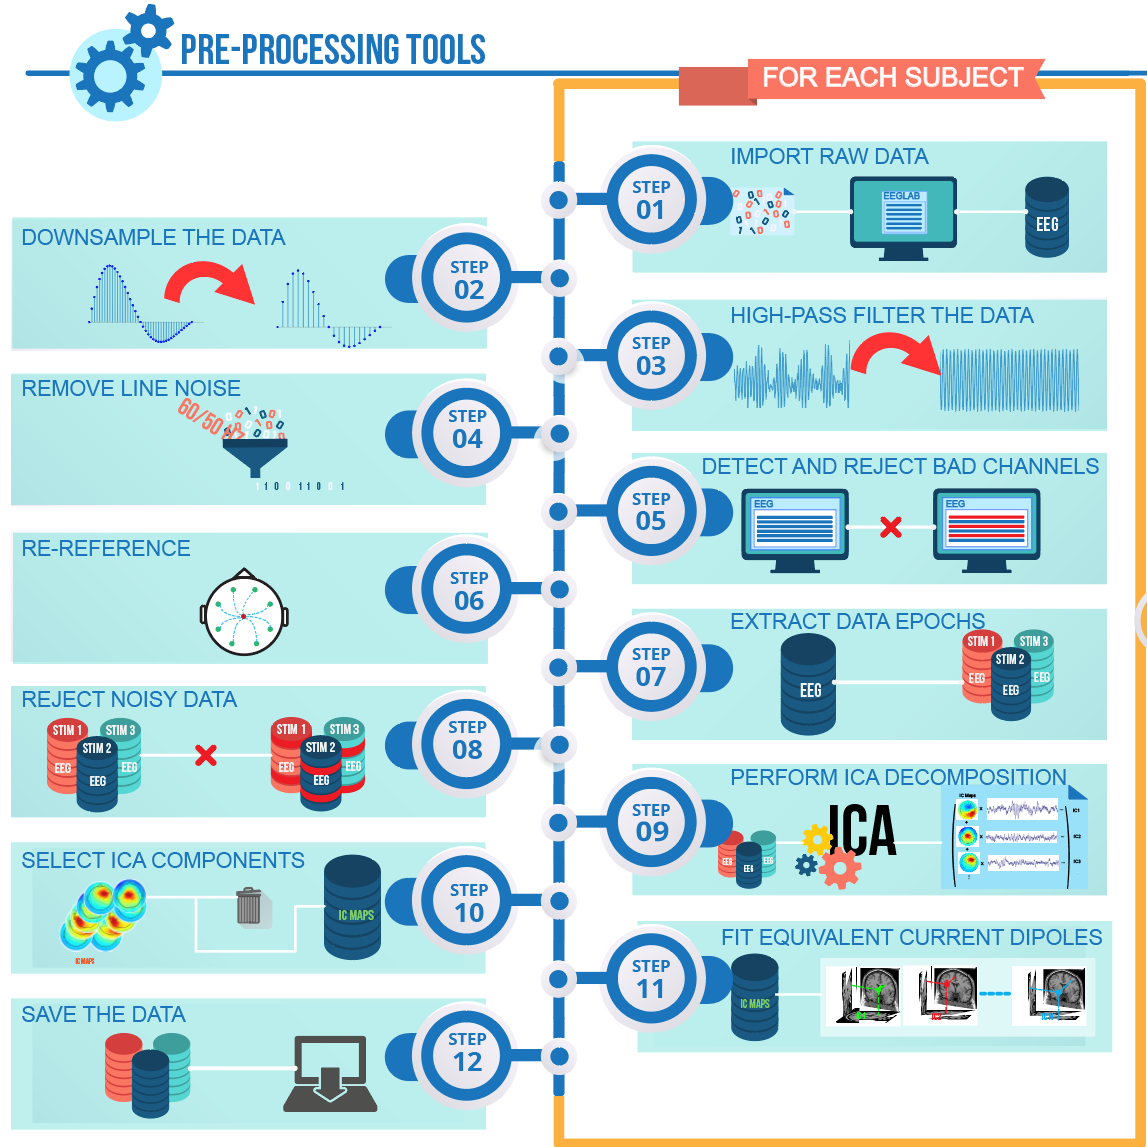 PRE-PROCESSING TOOLS
FOR EACH SUBJECT
STEP
01
IMPORT RAW DATA
EEGLAB
EEG
DOWNSAMPLE THE DATA
STEP
02
STEP
03
HIGH-PASS FILTER THE DATA
REMOVE LINE NOISE
60/50 HZ
1 1 0 0 1 1 0 0 1
STEP
04
STEP
05
DETECT AND REJECT BAD CHANNELS
EEG
EEG
RE-REFERENCE
STEP
06
STEP
07
EXTRACT DATA EPOCHS
EEG
STIM 1
STIM 3
STIM 2
EEG
EEG
EEG
REJECT NOISY DATA
STIM 1
STIM 3
STIM 2
EEG
EEG
EEG
STIM 1
STIM 3
STIM 2
EEG
EEG
EEG
STEP
08
STEP
09
PERFORM ICA DECOMPOSITION
EEG
EEG
EEG
ICA
IC Maps
IC1
IC2
IC3
SELECT ICA COMPONENTS
IC MAPS
IC MAPS
STEP
10
STEP
11
FIT EQUIVALENT CURRENT DIPOLES
IC MAPS
SAVE THE DATA
STEP
12